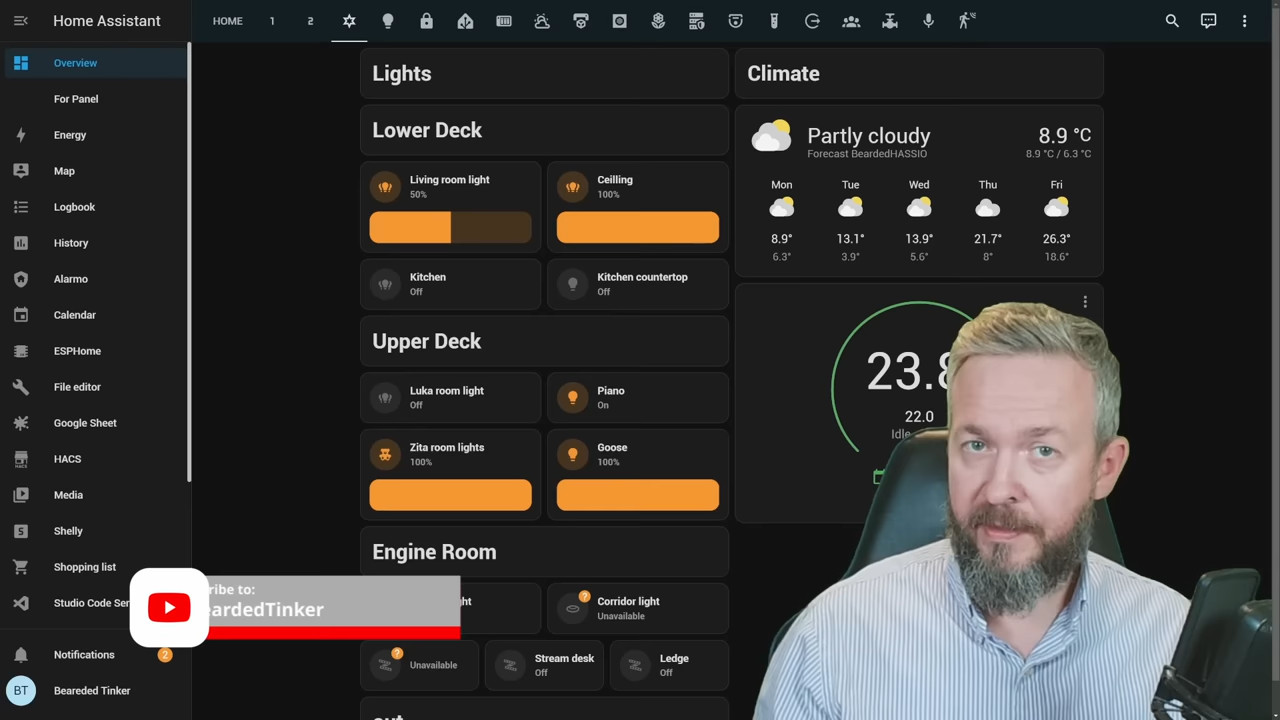 Home Assistant
HOME
1
2
Overview
For Panel
Energy
Map
Logbook
History
Alarmo
Calendar
ESPHome
File editor
Google Sheet
HACS
HACS
Media
Shelly
Shopping list
Studio Code Ser
Notifications
2
BT
Beareded Tinker
Lights
Lower Deck
Living room light
50%
Ceilling
100%
Kitchen
Off
Kitchen countertop
Off
Upper Deck
Luka room light
Off
Piano
On
Zita room lights
100%
Goose
100%
Engine Room
ht
Corridor light
Unavailable
Unavailable
Stream desk
Off
Ledge
Off
out
Climate
Partly cloudy
Forecast BeardedHASSIO
8.9 °C
8.9 °C / 6.3 °C
Mon
Tue
Wed
Thu
Fri
8.9°
13.1°
13.9°
21.7°
26.3°
6.3°
3.9°
5.6°
8°
18.6°
23.8
22.0
Idle
ribe to:
eardedTinker